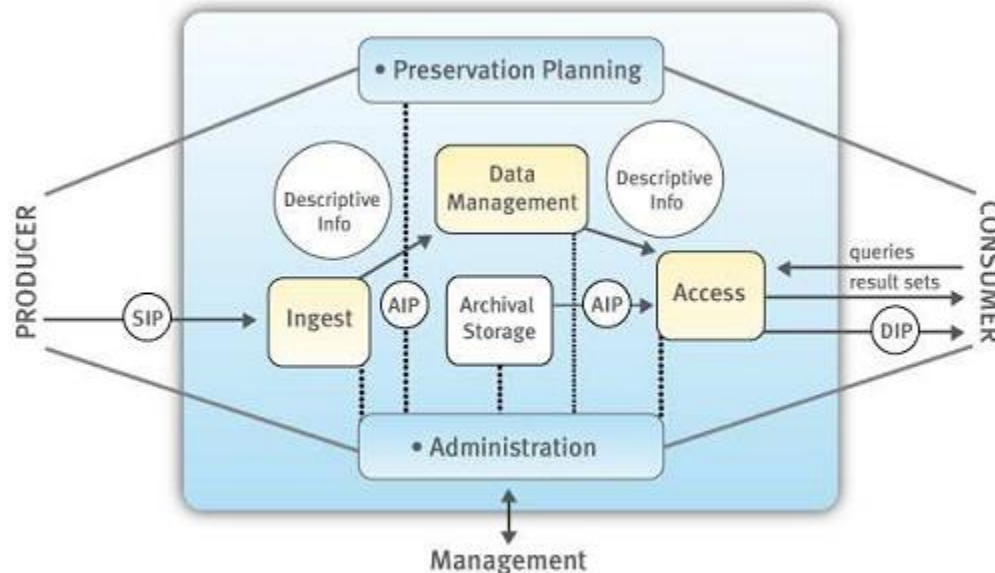 • Preservation Planning
Descriptive
Info
Data
Management
Descriptive
Info
PRODUCER
CONSUMER
queries
result sets
SIP
Ingest
AIP
Archival
Storage
AIP
Access
DIP
• Administration
Management